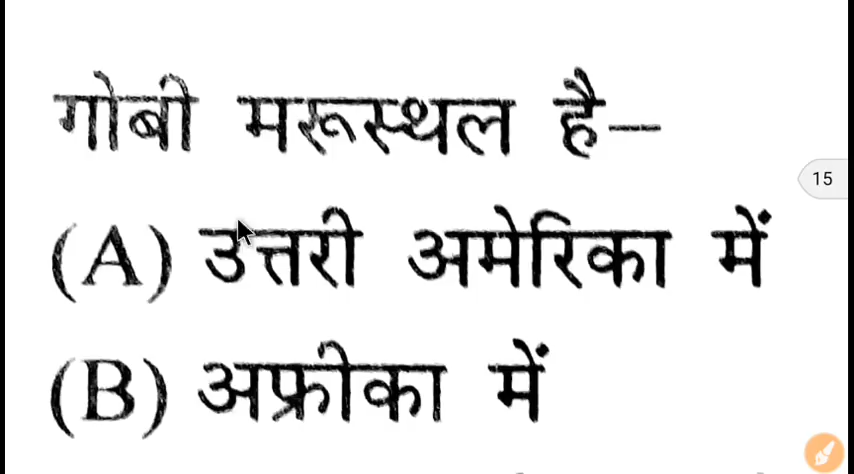 गोबी मरूस्थल है–
15
(A) उत्तरी अमेरिका में
(B) अफ्रीका में